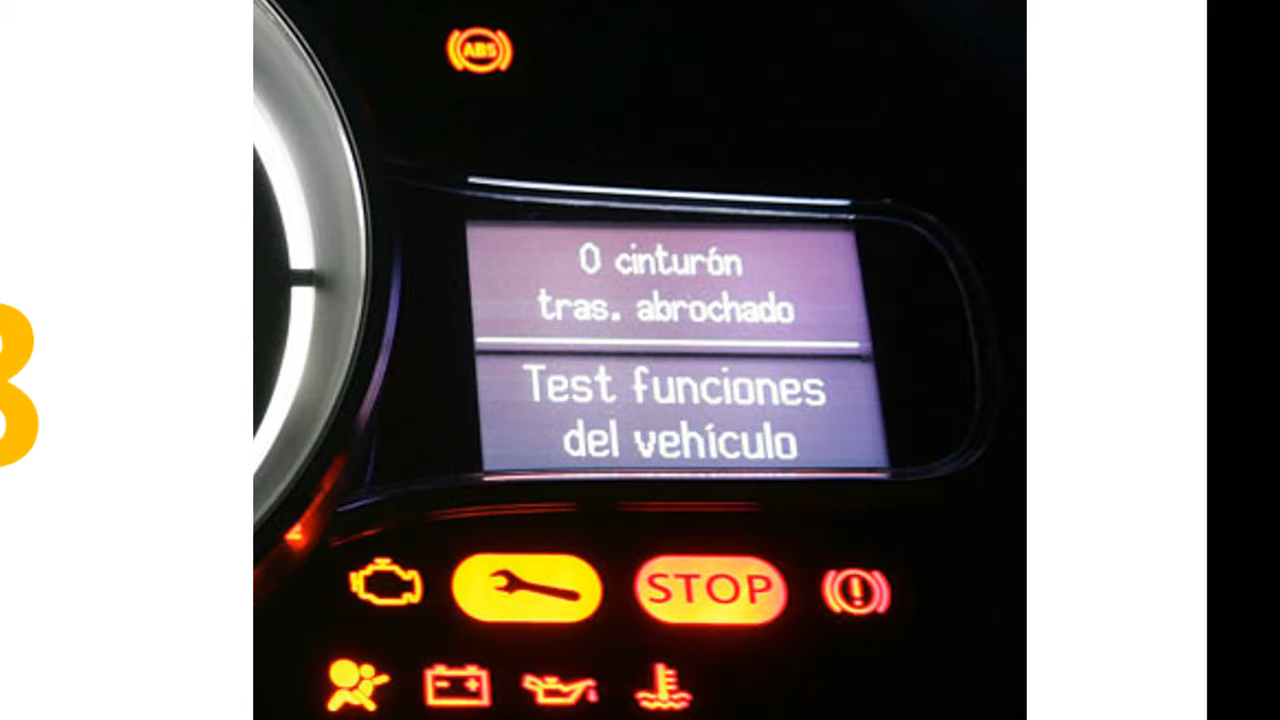 ABS
0 cinturón
tras. abrochado
Test funciones
del vehículo
STOP